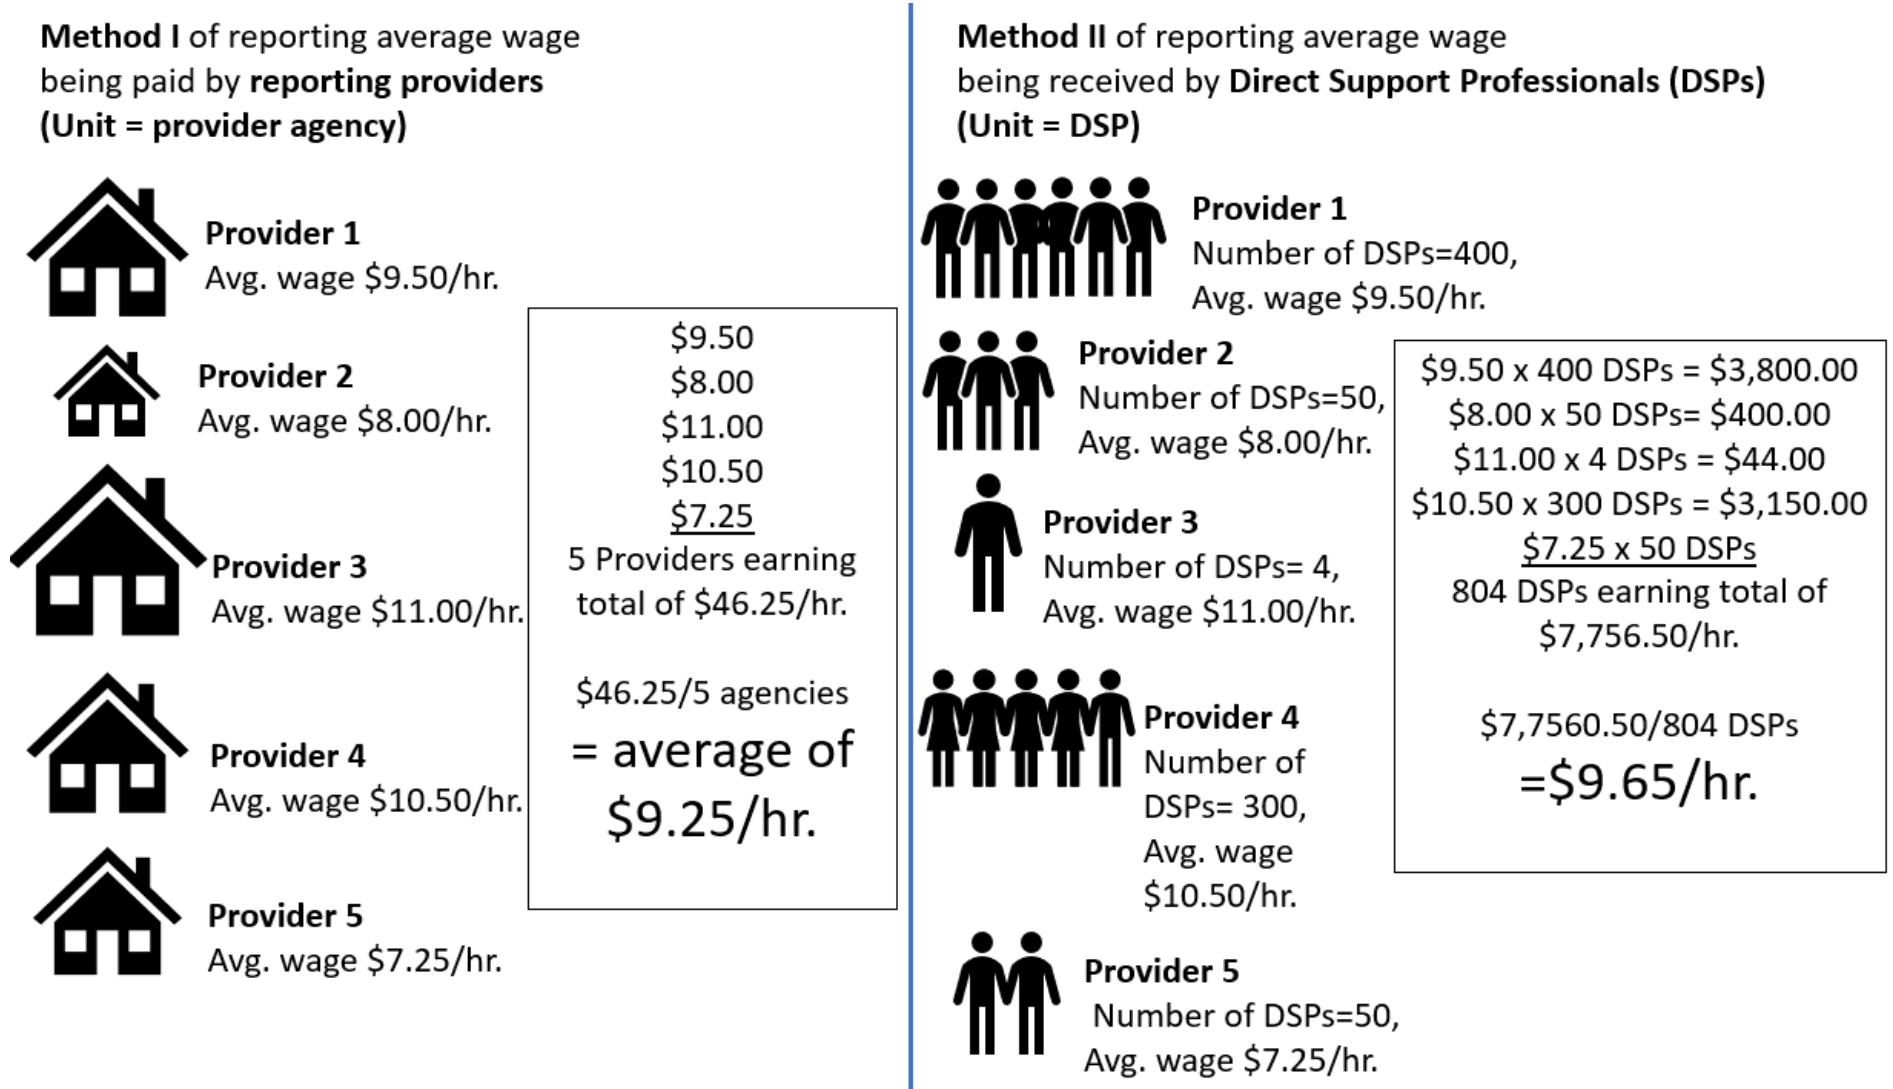 Method I of reporting average wage
being paid by reporting providers
(Unit = provider agency)
Provider 1
Avg. wage $9.50/hr.
Provider 2
Avg. wage $8.00/hr.
Provider 3
Avg. wage $11.00/hr.
Provider 4
Avg. wage $10.50/hr.
Provider 5
Avg. wage $7.25/hr.
$9.50
$8.00
$11.00
$10.50
$7.25
5 Providers earning
total of $46.25/hr.
$46.25/5 agencies
= average of
$9.25/hr.
Method II of reporting average wage
being received by Direct Support Professionals (DSPs)
(Unit = DSP)
Provider 1
Number of DSPs=400,
Avg. wage $9.50/hr.
Provider 2
Number of DSPs=50,
Avg. wage $8.00/hr.
Provider 3
Number of DSPs= 4,
Avg. wage $11.00/hr.
Provider 4
Number of
DSPs= 300,
Avg. wage
$10.50/hr.
Provider 5
Number of DSPs=50,
Avg. wage $7.25/hr.
$9.50 x 400 DSPs = $3,800.00
$8.00 x 50 DSPs= $400.00
$11.00 x 4 DSPs = $44.00
$10.50 x 300 DSPs = $3,150.00
$7.25 x 50 DSPs
804 DSPs earning total of
$7,756.50/hr.
$7,7560.50/804 DSPs
=$9.65/hr.